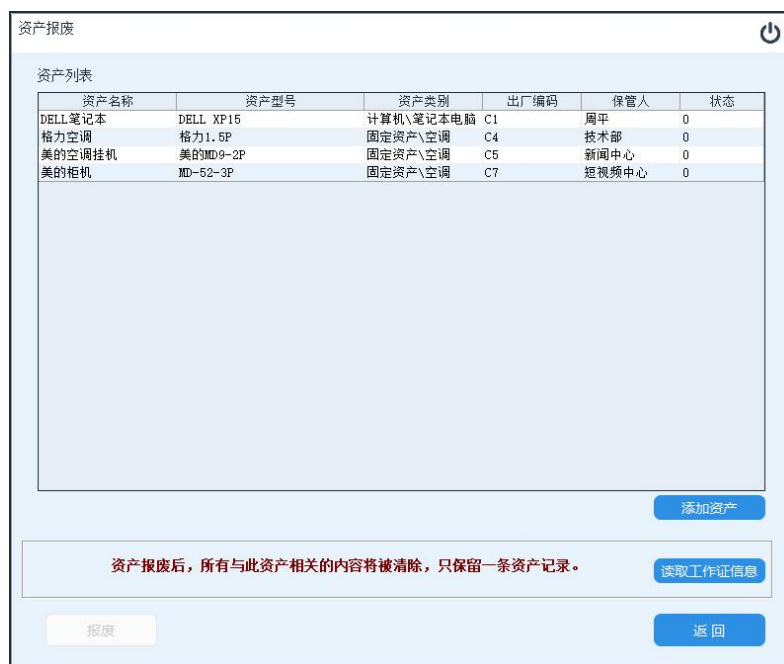 资产报废
资产列表
资产名称 资产型号 资产类别 出厂编码 保管人 状态
DELL笔记本 DELL XP15 计算机\笔记本电脑 C1 周平 0
格力空调 格力1.5P 固定资产\空调 C4 技术部 0
美的空调挂机 美的MD9-2P 固定资产\空调 C5 新闻中心 0
美的柜机 MD-52-3P 固定资产\空调 C7 短视频中心 0
添加资产
资产报废后，所有与此资产相关的内容将被清除，只保留一条资产记录。
读取工作证信息
报废 返回